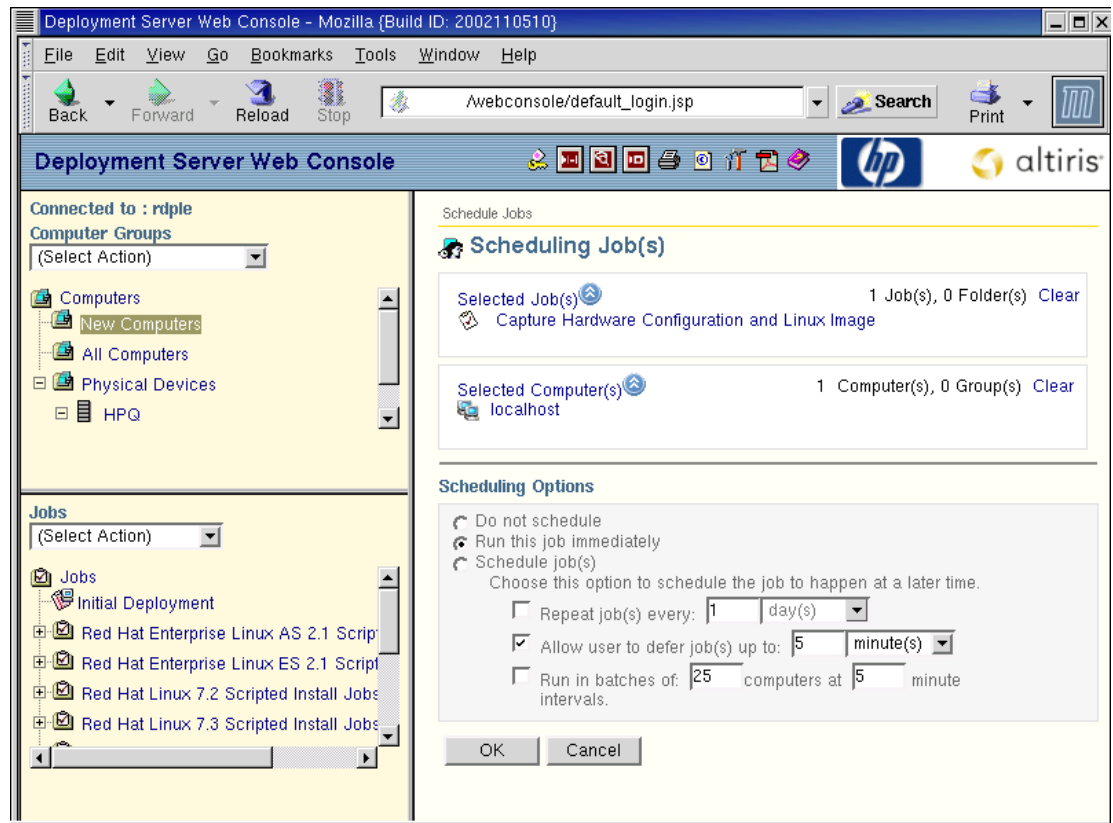 Deployment Server Web Console - Mozilla {Build ID: 2002110510}
File Edit View Go Bookmarks Tools Window Help
Back Forward Reload Stop /webconsole/default_login.jsp Search Print
Deployment Server Web Console
hp altiris
Connected to : rdple
Computer Groups
(Select Action)
Computers
New Computers
All Computers
Physical Devices
HPQ
Jobs
(Select Action)
Jobs
Initial Deployment
Red Hat Enterprise Linux AS 2.1 Script
Red Hat Enterprise Linux ES 2.1 Script
Red Hat Linux 7.2 Scripted Install Jobs
Red Hat Linux 7.3 Scripted Install Jobs
Schedule Jobs
Scheduling Job(s)
Selected Job(s) 1 Job(s), 0 Folder(s) Clear
Capture Hardware Configuration and Linux Image
Selected Computer(s) 1 Computer(s), 0 Group(s) Clear
localhost
Scheduling Options
Do not schedule
Run this job immediately
Schedule job(s)
Choose this option to schedule the job to happen at a later time.
Repeat job(s) every: 1 day(s)
Allow user to defer job(s) up to: 5 minute(s)
Run in batches of: 25 computers at 5 minute
intervals.
OK Cancel